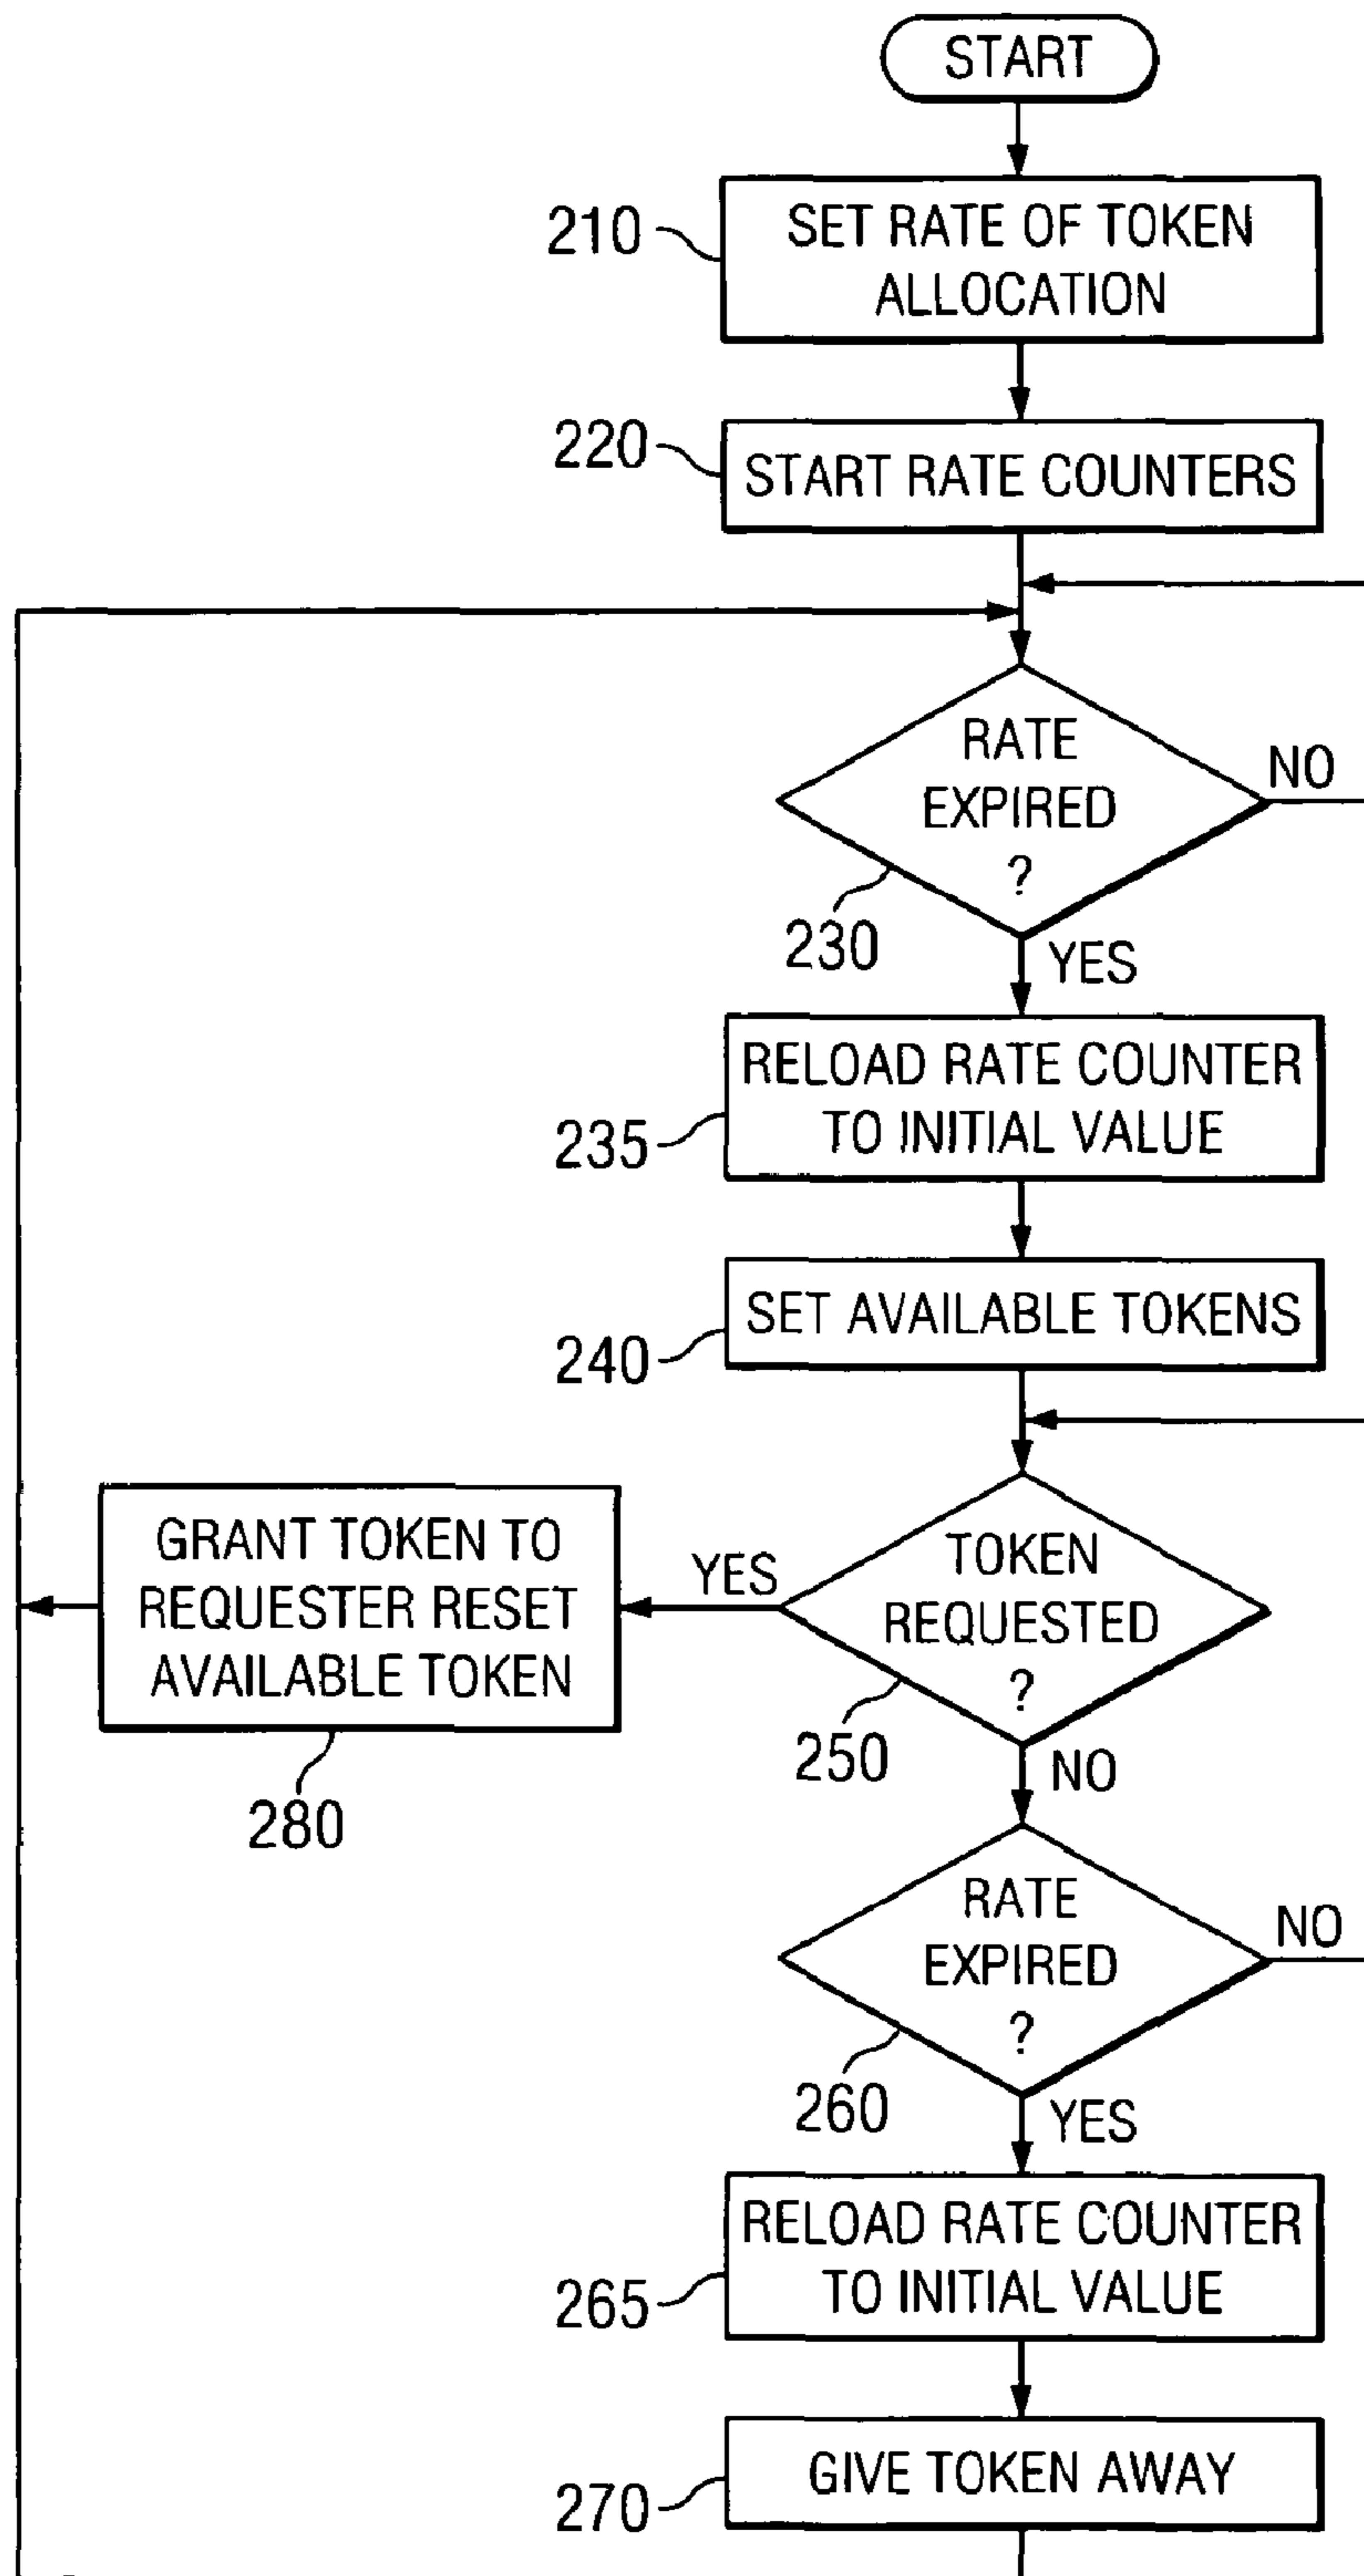 START
210
SET RATE OF TOKEN
ALLOCATION
220
START RATE COUNTERS
RATE
EXPIRED
?
NO
230
YES
RELOAD RATE COUNTER
TO INITIAL VALUE
235
SET AVAILABLE TOKENS
240
GRANT TOKEN TO
REQUESTER RESET
AVAILABLE TOKEN
280
YES
TOKEN
REQUESTED
?
250
NO
RATE
EXPIRED
?
NO
260
YES
RELOAD RATE COUNTER
TO INITIAL VALUE
265
GIVE TOKEN AWAY
270